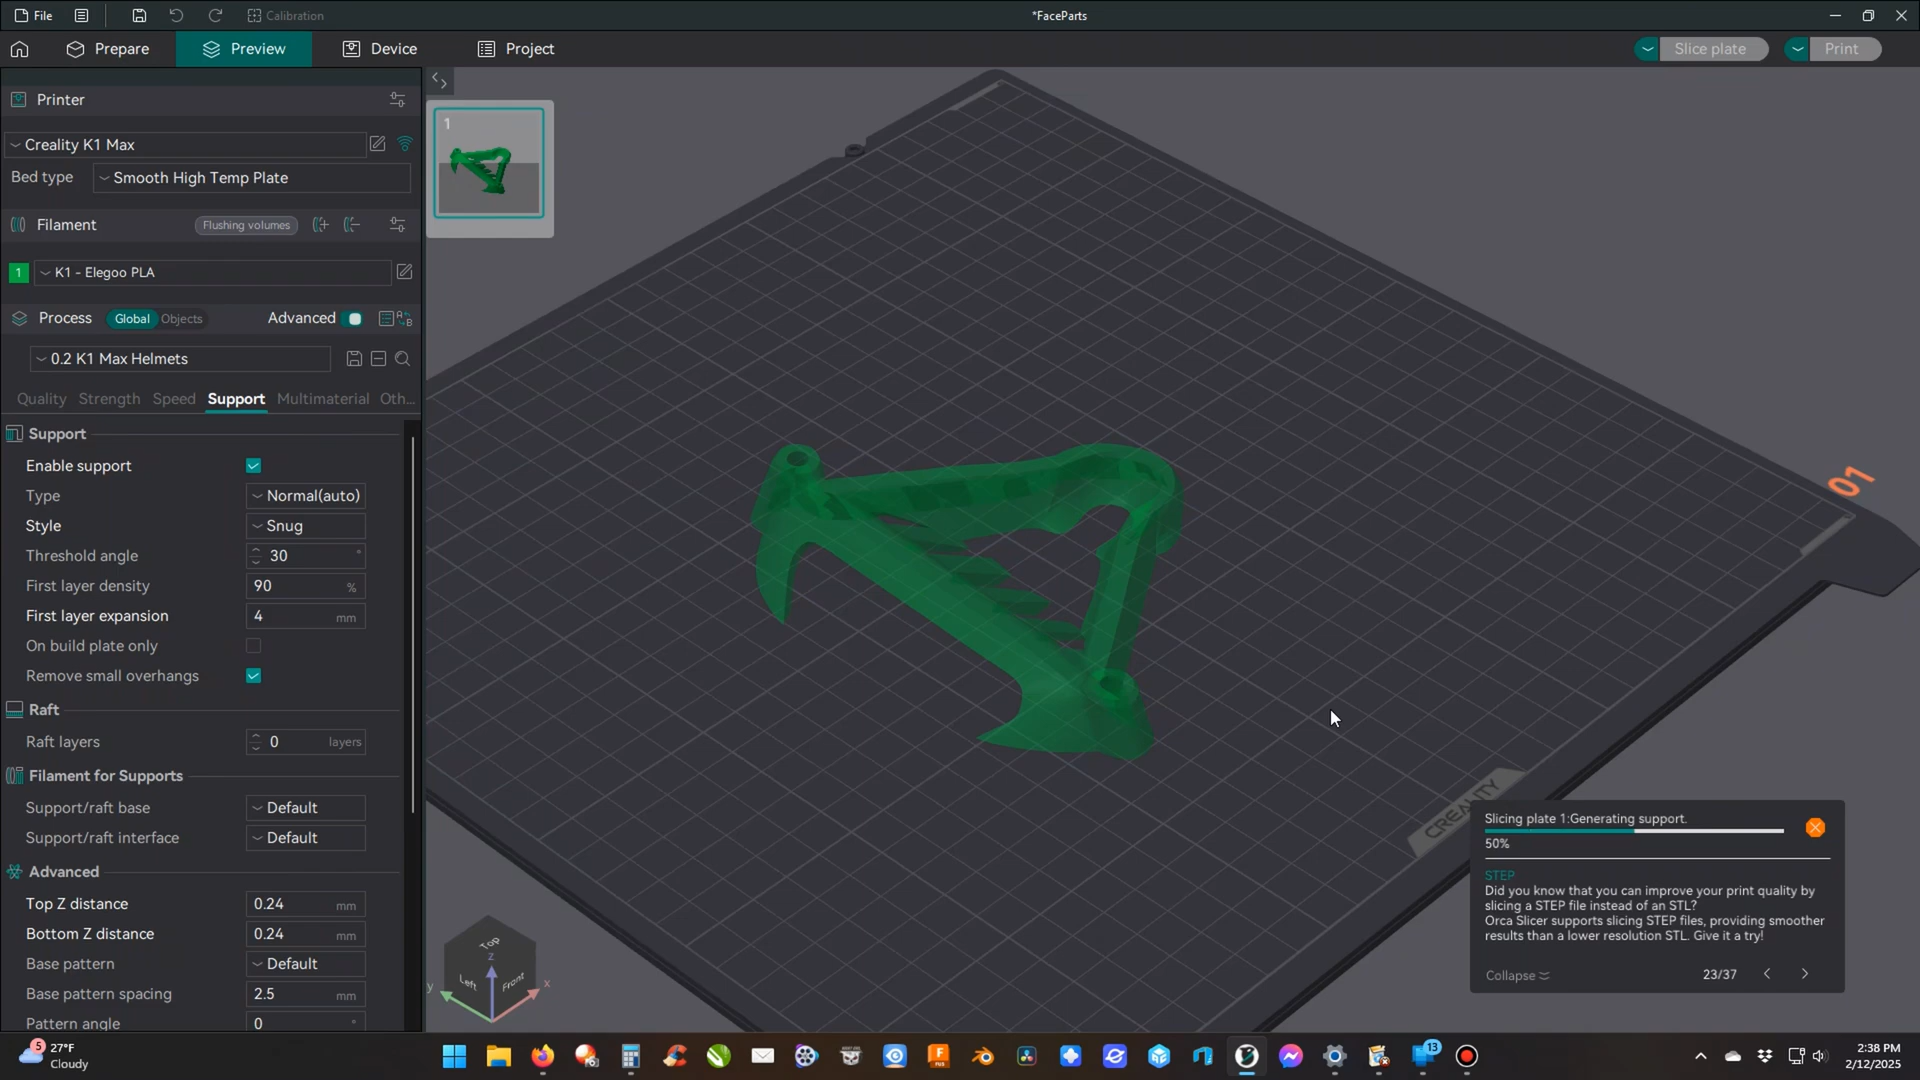 File
Calibration
*FaceParts
Prepare
Preview
Device
Project
Slice plate
Print
Printer
Creality K1 Max
Bed type
Smooth High Temp Plate
Filament
Flushing volumes
1
K1 - Elegoo PLA
Process
Global
Objects
Advanced
0.2 K1 Max Helmets
Quality
Strength
Speed
Support
Multimaterial
Oth...
Support
Enable support
Type
Normal(auto)
Style
Snug
Threshold angle
30 °
First layer density
90 %
First layer expansion
4 mm
On build plate only
Remove small overhangs
Raft
Raft layers
0 layers
Filament for Supports
Support/raft base
Default
Support/raft interface
Default
Advanced
Top Z distance
0.24 mm
Bottom Z distance
0.24 mm
Base pattern
Default
Base pattern spacing
2.5 mm
Pattern angle
0 °
1
01
CREALITY
Top
Left
Front
z
y
x
Slicing plate 1:Generating support.
50%
STEP
Did you know that you can improve your print quality by
slicing a STEP file instead of an STL?
Orca Slicer supports slicing STEP files, providing smoother
results than a lower resolution STL. Give it a try!
Collapse
23/37
5
27°F
Cloudy
13
2:38 PM
2/12/2025